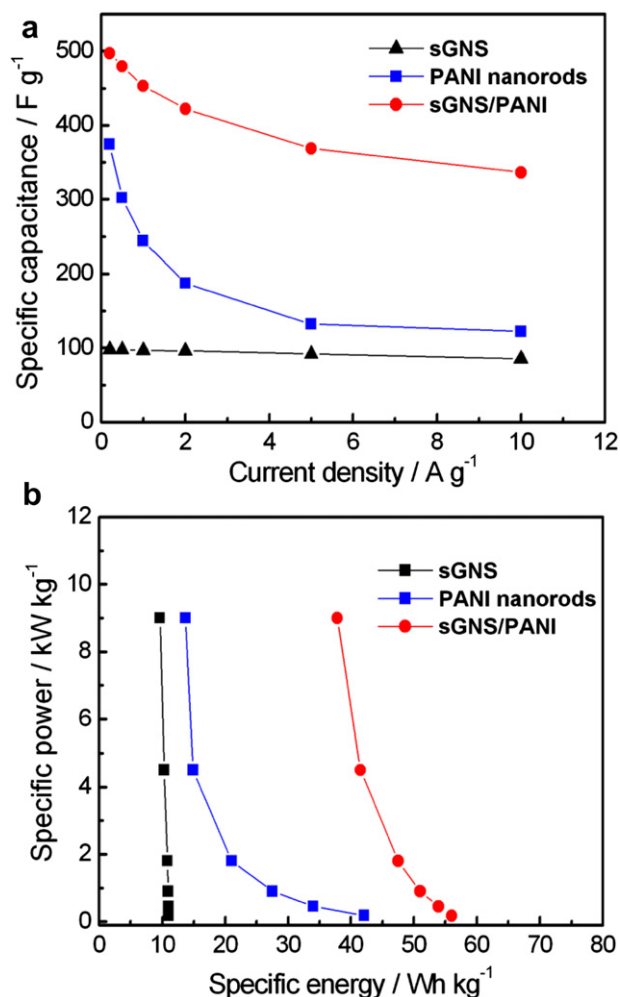 a
500
400
300
200
100
0
Specific capacitance / F g⁻¹
sGNS
PANI nanorods
sGNS/PANI
0 2 4 6 8 10 12
Current density / A g⁻¹
b
12
10
8
6
4
2
0
Specific power / kW kg⁻¹
sGNS
PANI nanorods
sGNS/PANI
0 10 20 30 40 50 60 70 80
Specific energy / Wh kg⁻¹